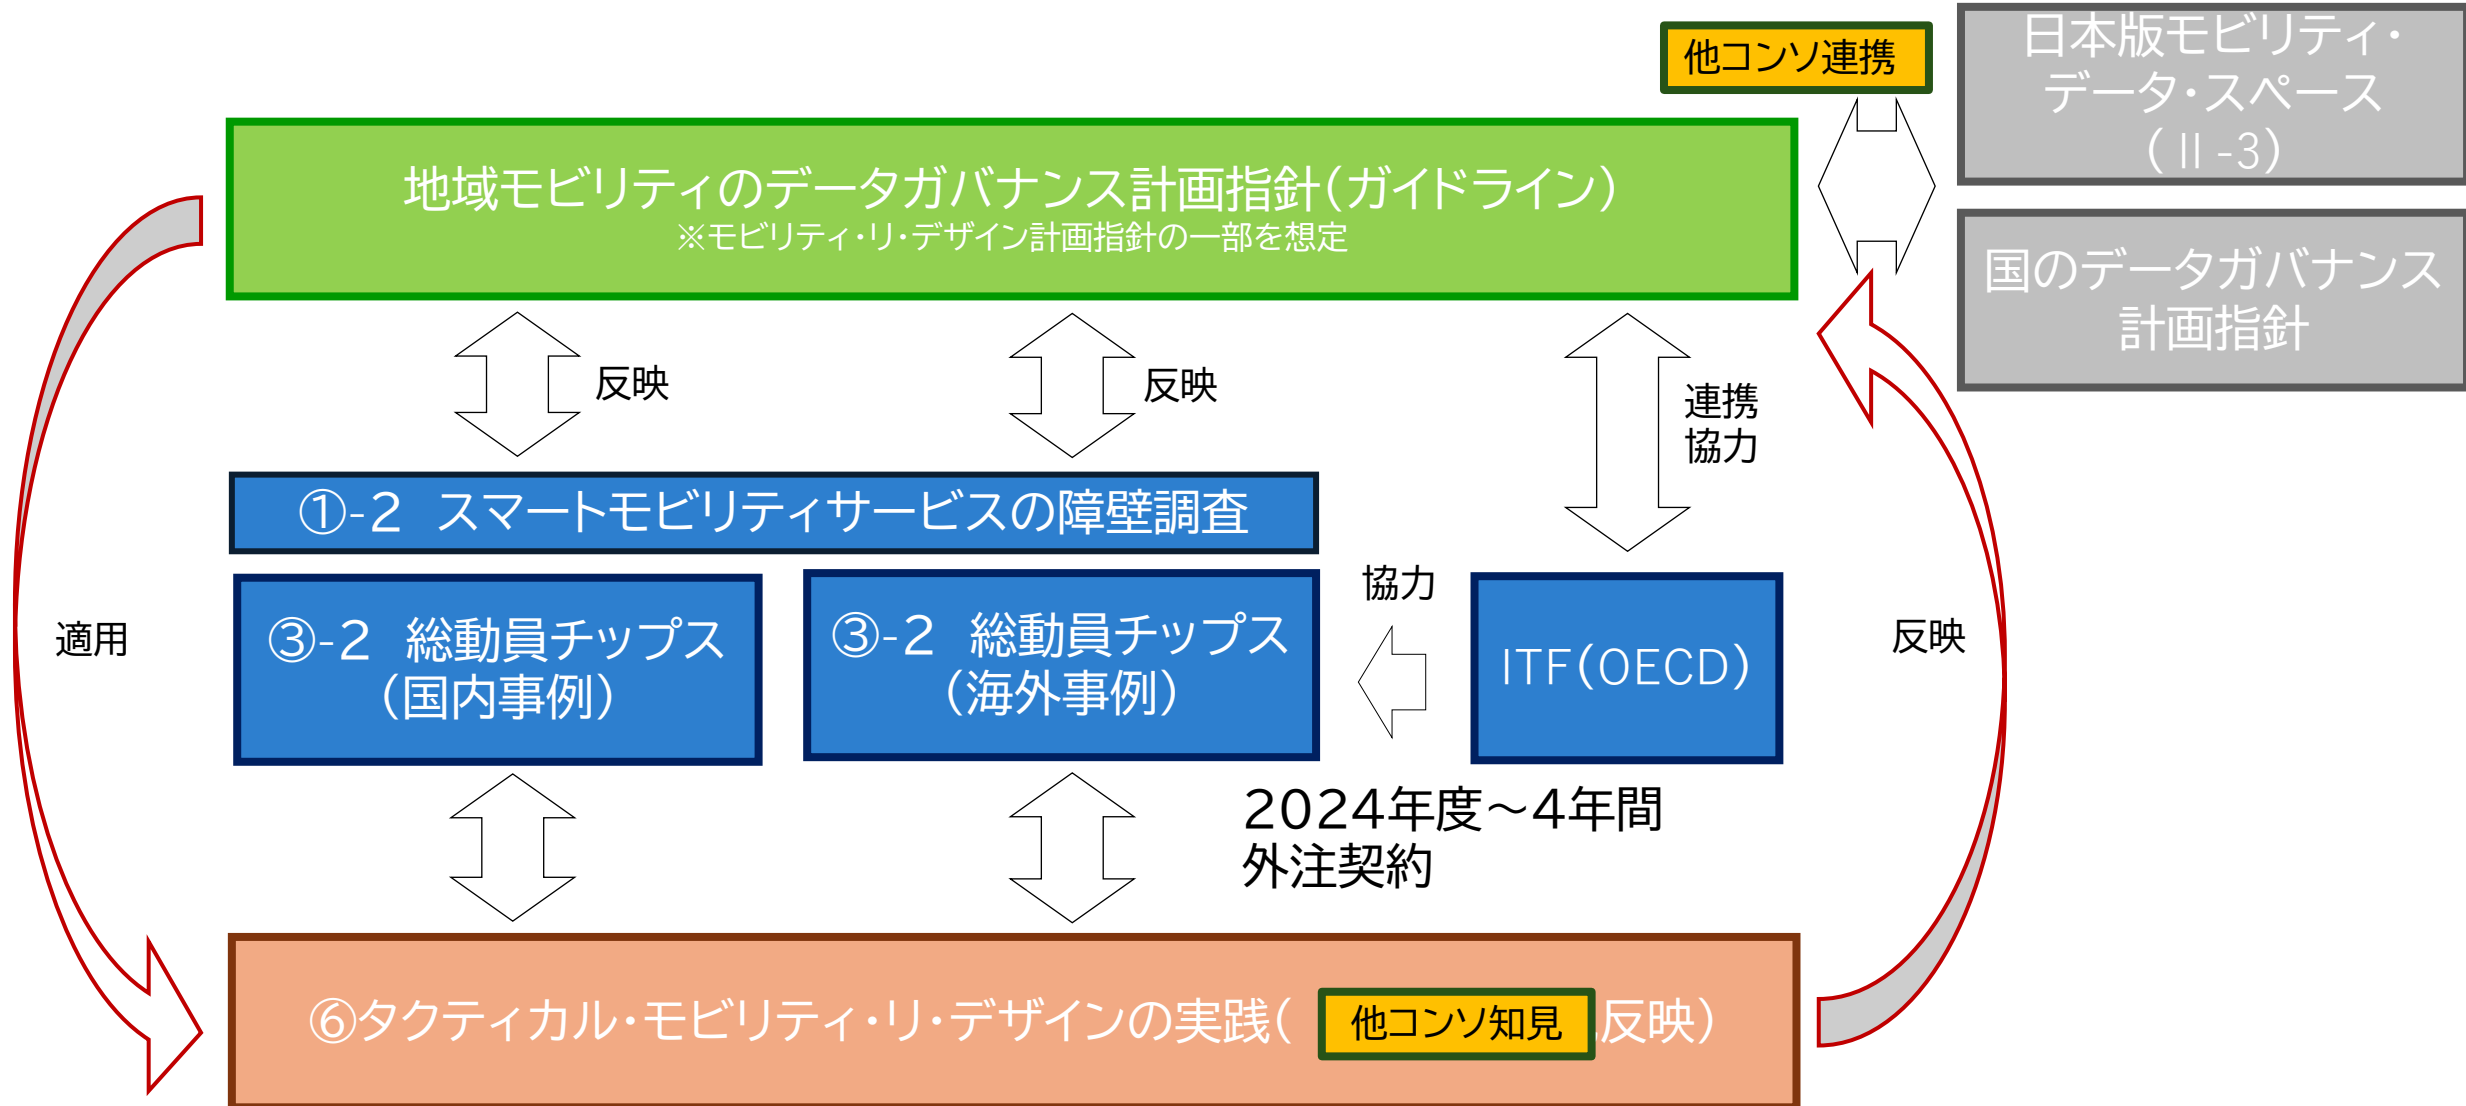 他コンソ連携
日本版モビリティ・
データ・スペース
(Ⅱ-3)
地域モビリティのデータガバナンス計画指針(ガイドライン)
※モビリティ・リ・デザイン計画指針の一部を想定
国のデータガバナンス
計画指針
反映
反映
連携
協力
①-2 スマートモビリティサービスの障壁調査
協力
③-2 総動員チップス
(国内事例)
③-2 総動員チップス
(海外事例)
ITF(OECD)
適用
反映
2024年度~4年間
外注契約
⑥タクティカル・モビリティ・リ・デザインの実践( 他コンソ知見 反映)